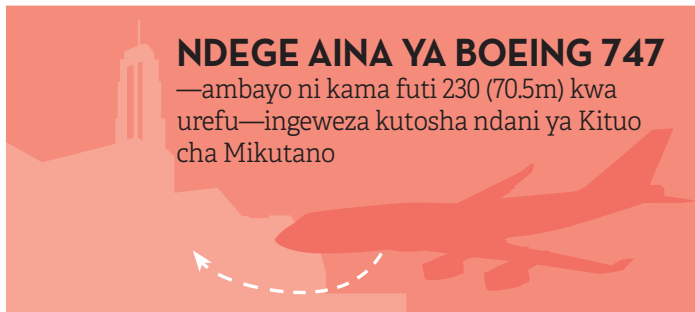 NDEGE AINA YA BOEING 747
—ambayo ni kama futi 230 (70.5m) kwa
urefu—ingeweza kutosha ndani ya Kituo
cha Mikutano